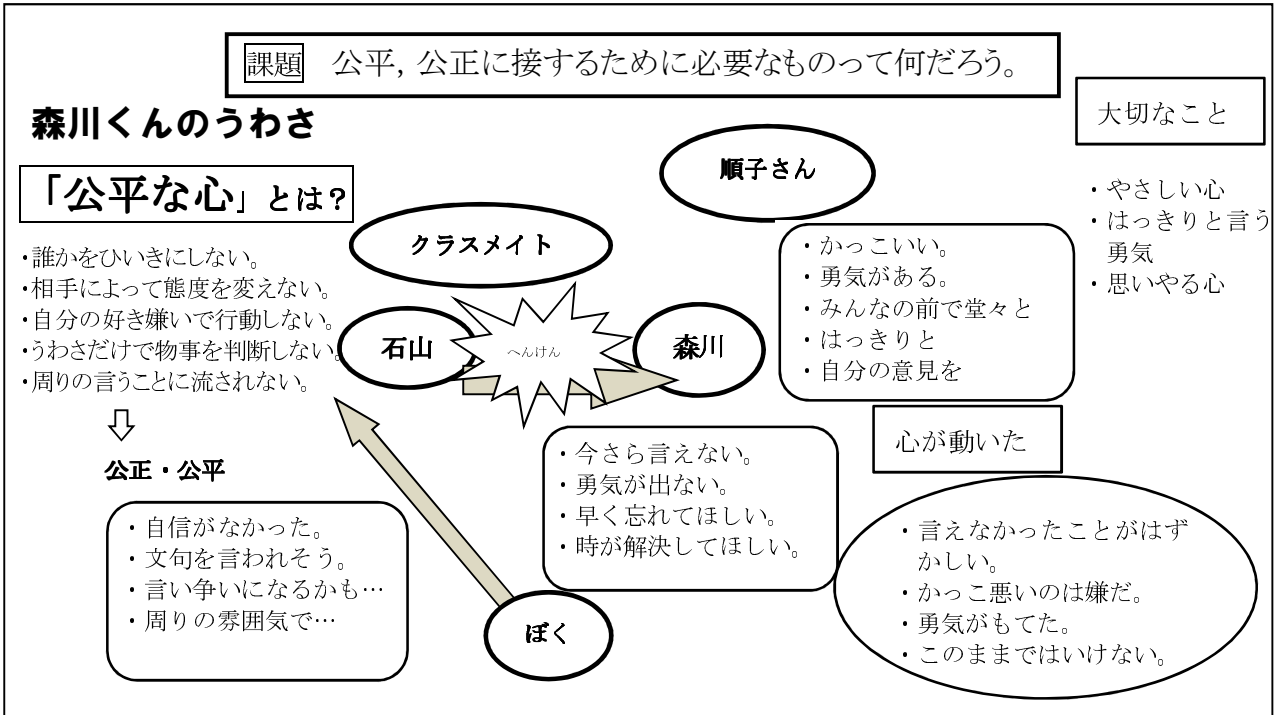 課題 公平，公正に接するために必要なものって何だろう。
森川くんのうわさ
「公平な心」とは？
・誰かをひいきにしない。
・相手によって態度を変えない。
・自分の好き嫌いで行動しない。
・うわさだけで物事を判断しない。
・周りの言うことに流されない。
公正・公平
・自信がなかった。
・文句を言われそう。
・言い争いになるかも…
・周りの雰囲気で…
クラスメイト
石山
へんけん
森川
ぼく
・今さら言えない。
・勇気が出ない。
・早く忘れてほしい。
・時が解決してほしい。
順子さん
・かっこいい。
・勇気がある。
・みんなの前で堂々と
・はっきりと
・自分の意見を
心が動いた
・言えなかったことがはず
かしい。
・かっこ悪いのは嫌だ。
・勇気がもてた。
・このままではいけない。
大切なこと
・やさしい心
・はっきりと言う
勇気
・思いやる心